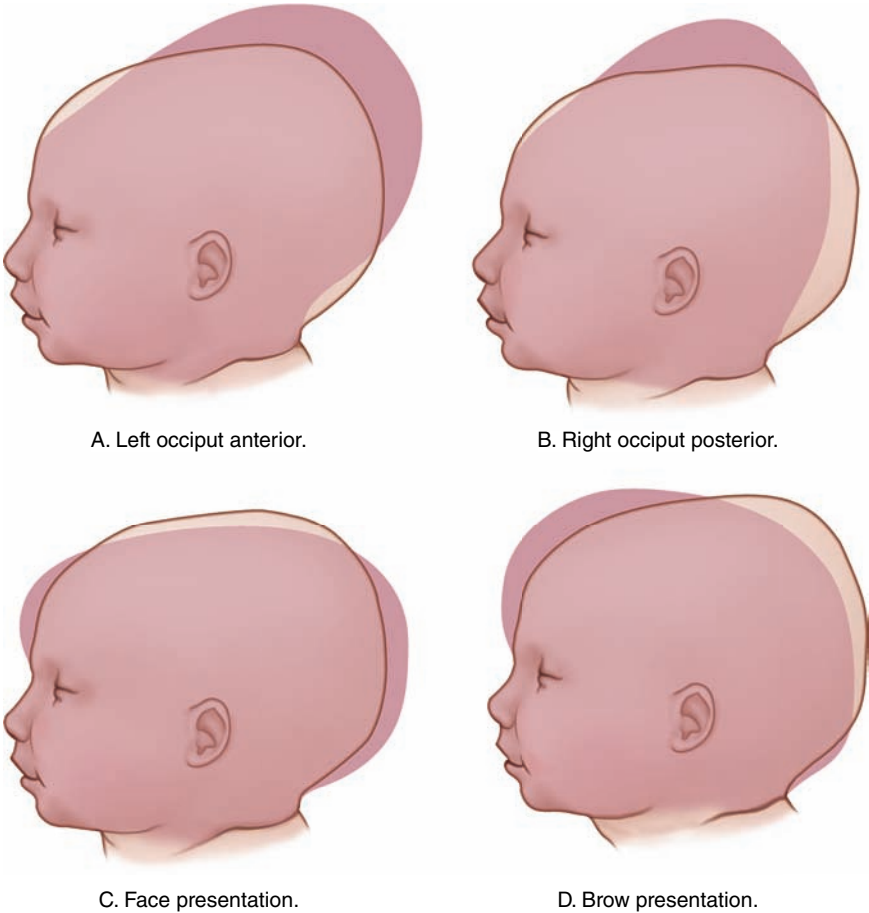 A. Left occiput anterior.
B. Right occiput posterior.
C. Face presentation.
D. Brow presentation.